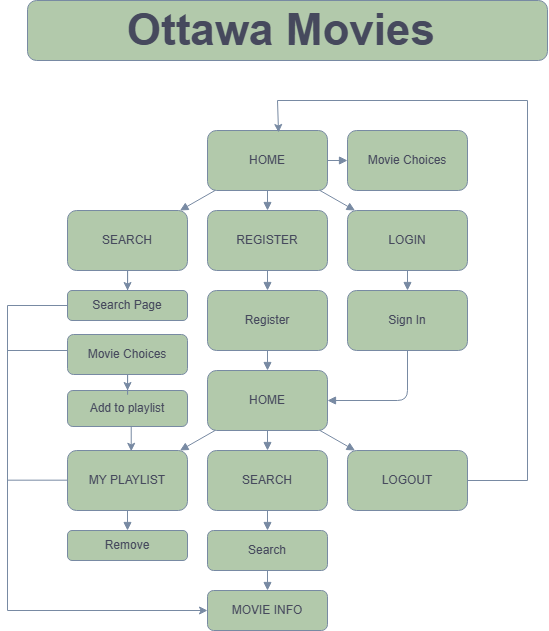 Ottawa Movies
HOME
Movie Choices
SEARCH
REGISTER
LOGIN
Search Page
Register
Sign In
Movie Choices
HOME
Add to playlist
MY PLAYLIST
SEARCH
LOGOUT
Remove
Search
MOVIE INFO